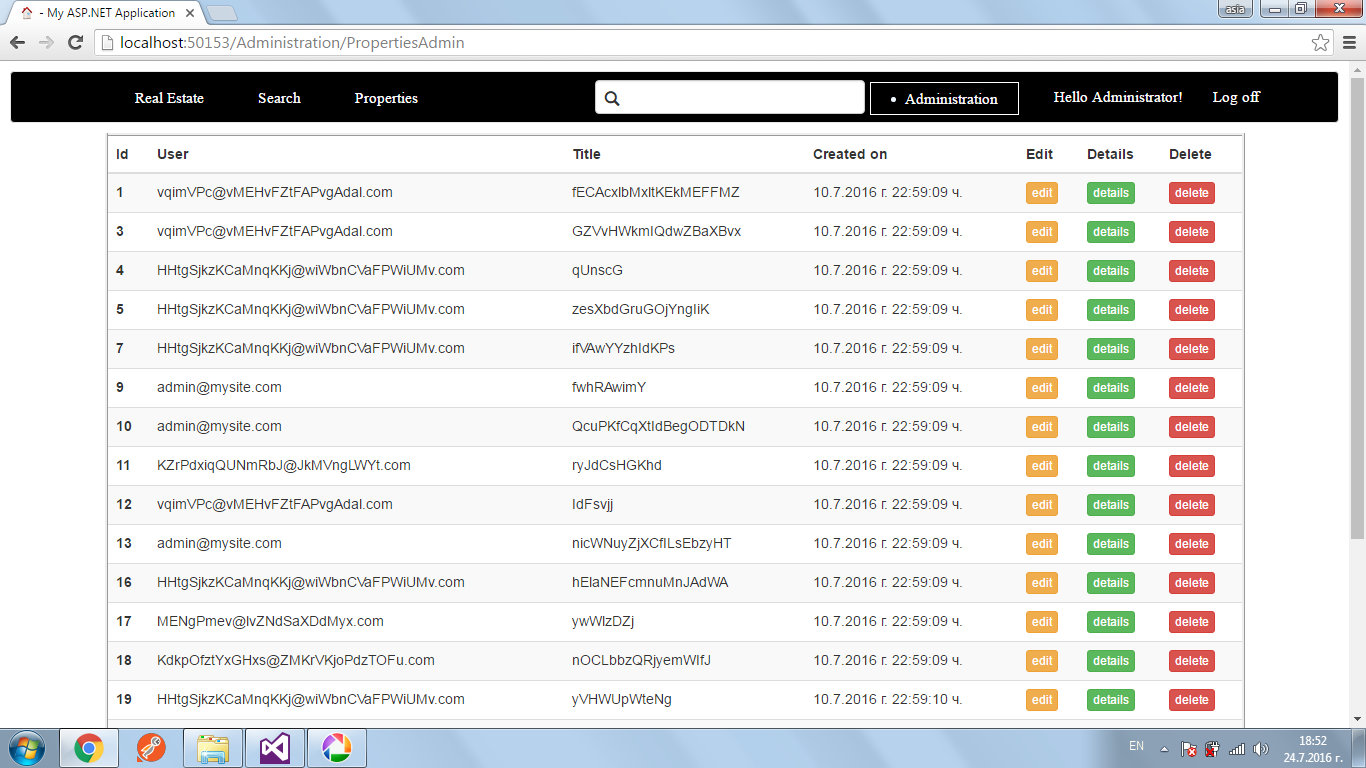 - My ASP.NET Application
asia
localhost:50153/Administration/PropertiesAdmin
Real Estate Search Properties • Administration Hello Administrator! Log off
Id User Title Created on Edit Details Delete
1 vqimVPc@vMEHvFZtFAPvgAdal.com fECAcxlbMxltKEkMEFFMZ 10.7.2016 г. 22:59:09 ч. edit details delete
3 vqimVPc@vMEHvFZtFAPvgAdal.com GZVvHWkmIQdwZBaXBvx 10.7.2016 г. 22:59:09 ч. edit details delete
4 HHtgSjkzKCaMnqKKj@wiWbnCVaFPWiUMv.com qUnscG 10.7.2016 г. 22:59:09 ч. edit details delete
5 HHtgSjkzKCaMnqKKj@wiWbnCVaFPWiUMv.com zesXbdGruGOjYngIiK 10.7.2016 г. 22:59:09 ч. edit details delete
7 HHtgSjkzKCaMnqKKj@wiWbnCVaFPWiUMv.com ifVAwYYzhIdKPs 10.7.2016 г. 22:59:09 ч. edit details delete
9 admin@mysite.com fwhRAwimY 10.7.2016 г. 22:59:09 ч. edit details delete
10 admin@mysite.com QcuPKfCqXtIdBegODTDkN 10.7.2016 г. 22:59:09 ч. edit details delete
11 KZrPdxiqQUNmRbJ@JkMVngLWYt.com ryJdCsHGKhd 10.7.2016 г. 22:59:09 ч. edit details delete
12 vqimVPc@vMEHvFZtFAPvgAdal.com IdFsvjj 10.7.2016 г. 22:59:09 ч. edit details delete
13 admin@mysite.com nicWNuyZjXCfILsEbzyHT 10.7.2016 г. 22:59:09 ч. edit details delete
16 HHtgSjkzKCaMnqKKj@wiWbnCVaFPWiUMv.com hElaNEFcmnuMnJAdWA 10.7.2016 г. 22:59:09 ч. edit details delete
17 MENgPmev@IvZNdSaXDdMyx.com ywWIzDZj 10.7.2016 г. 22:59:09 ч. edit details delete
18 KdkpOfztYxGHxs@ZMKrVKjoPdzTOFu.com nOCLbbzQRjyemWIfJ 10.7.2016 г. 22:59:09 ч. edit details delete
19 HHtgSjkzKCaMnqKKj@wiWbnCVaFPWiUMv.com yVHWUpWteNg 10.7.2016 г. 22:59:10 ч. edit details delete
EN 18:52
24.7.2016 г.